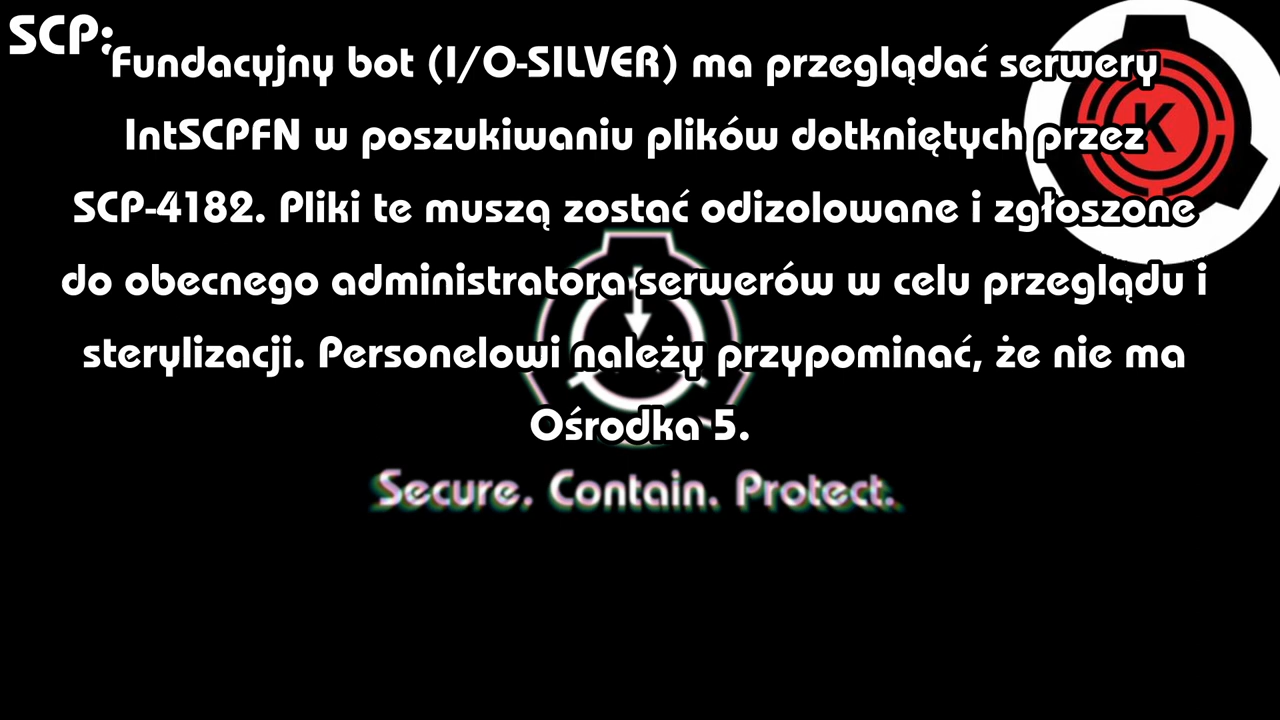 SCP:
Fundacyjny bot (I/O-SILVER) ma przeglądać serwery
IntSCPFN w poszukiwaniu plików dotkniętych przez
SCP-4182. Pliki te muszą zostać odizolowane i zgłoszone
do obecnego administratora serwerów w celu przeglądu i
sterylizacji. Personelowi należy przypominać, że nie ma
Ośrodka 5.
K
Secure. Contain. Protect.